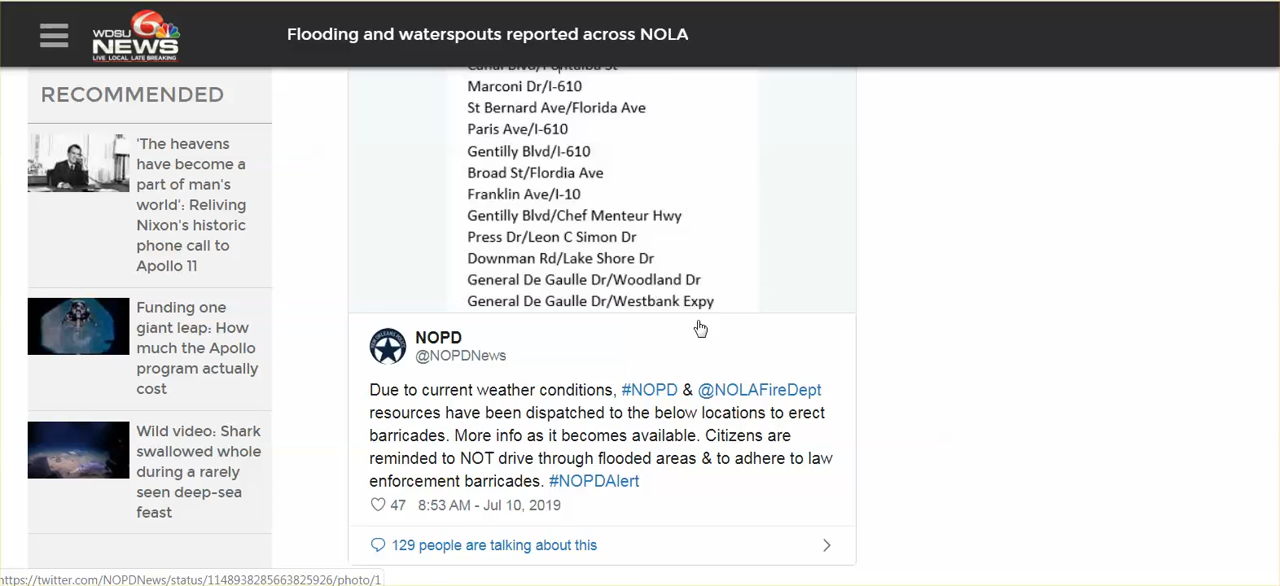 WDSU 6 NEWS
LIVE LOCAL LATE BREAKING
Flooding and waterspouts reported across NOLA
RECOMMENDED
'The heavens
have become a
part of man's
world': Reliving
Nixon's historic
phone call to
Apollo 11
Funding one
giant leap: How
much the Apollo
program actually
cost
Wild video: Shark
swallowed whole
during a rarely
seen deep-sea
feast
Canal Blvd/Fontalba St
Marconi Dr/I-610
St Bernard Ave/Florida Ave
Paris Ave/I-610
Gentilly Blvd/I-610
Broad St/Flordia Ave
Franklin Ave/I-10
Gentilly Blvd/Chef Menteur Hwy
Press Dr/Leon C Simon Dr
Downman Rd/Lake Shore Dr
General De Gaulle Dr/Woodland Dr
General De Gaulle Dr/Westbank Expy
NOPD
@NOPDNews
Due to current weather conditions, #NOPD & @NOLAFireDept
resources have been dispatched to the below locations to erect
barricades. More info as it becomes available. Citizens are
reminded to NOT drive through flooded areas & to adhere to law
enforcement barricades. #NOPDAlert
47 8:53 AM - Jul 10, 2019
129 people are talking about this
https://twitter.com/NOPDNews/status/1148938285663825926/photo/1